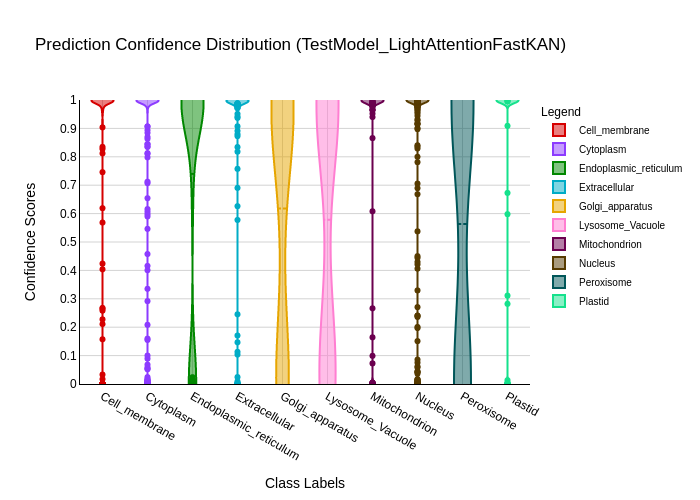 Prediction Confidence Distribution (TestModel_LightAttentionFastKAN)
Legend
Cell_membrane
Cytoplasm
Endoplasmic_reticulum
Extracellular
Golgi_apparatus
Lysosome_Vacuole
Mitochondrion
Nucleus
Peroxisome
Plastid
Confidence Scores
1
0.9
0.8
0.7
0.6
0.5
0.4
0.3
0.2
0.1
0
Cell_membrane
Cytoplasm
Endoplasmic_reticulum
Extracellular
Golgi_apparatus
Lysosome_Vacuole
Mitochondrion
Nucleus
Peroxisome
Plastid
Class Labels